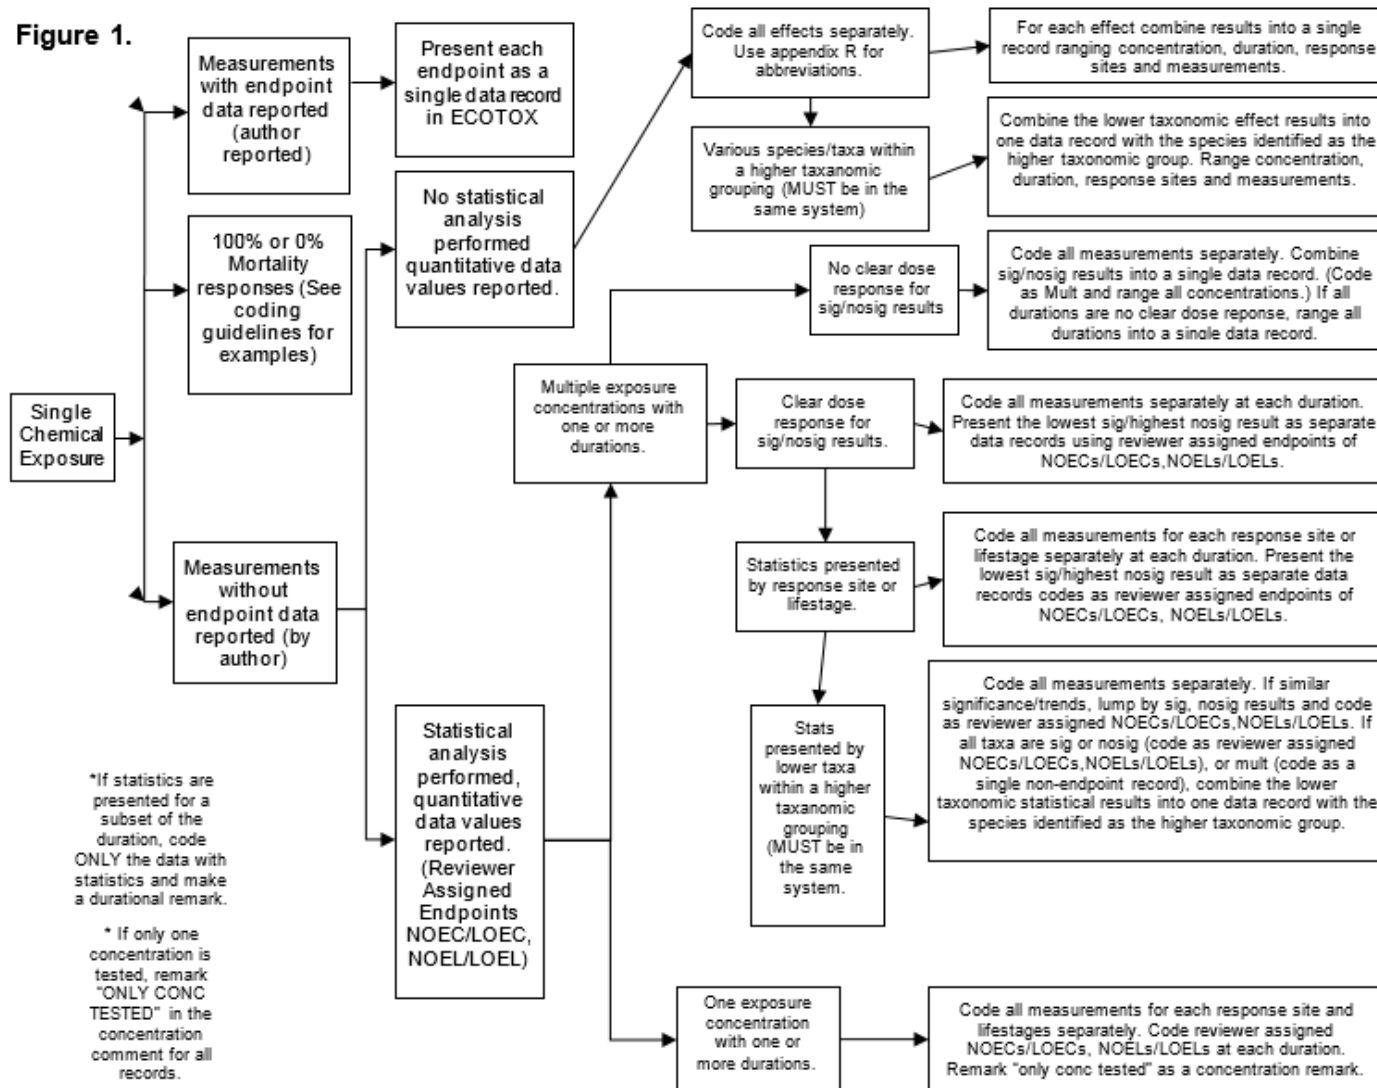 Figure 1.
Single
Chemical
Exposure
Measurements
with endpoint
data reported
(author
reported)
Present each
endpoint as a
single data record
in ECOTOX
100% or 0%
Mortality
responses (See
coding
guidelines for
examples)
Measurements
without
endpoint data
reported (by
author)
No statistical
analysis
performed
quantitative data
values reported.
Code all effects separately.
Use appendix R for
abbreviations.
For each effect combine results into a single
record ranging concentration, duration, response
sites and measurements.
Various species/taxa within
a higher taxanomic
grouping (MUST be in the
same system)
Combine the lower taxonomic effect results into
one data record with the species identified as the
higher taxonomic group. Range concentration,
duration, response sites and measurements.
Statistical
analysis
performed,
quantitative
data values
reported.
(Reviewer
Assigned
Endpoints
NOEC/LOEC,
NOEL/LOEL)
Multiple exposure
concentrations with
one or more
durations.
No clear dose
response for
sig/nosig results
Code all measurements separately. Combine
sig/nosig results into a single data record. (Code
as Mult and range all concentrations.) If all
durations are no clear dose reponse, range all
durations into a single data record.
Clear dose
response for
sig/nosig results.
Code all measurements separately at each duration.
Present the lowest sig/highest nosig result as separate
data records using reviewer assigned endpoints of
NOECs/LOECs,NOELs/LOELs.
Statistics presented
by response site or
lifestage.
Code all measurements for each response site or
lifestage separately at each duration. Present the
lowest sig/highest nosig result as separate data
records codes as reviewer assigned endpoints of
NOECs/LOECs, NOELs/LOELs.
Stats
presented by
lower taxa
within a higher
taxanomic
grouping
(MUST be in
the same
system.
Code all measurements separately. If similar
significance/trends, lump by sig, nosig results and code
as reviewer assigned NOECs/LOECs,NOELs/LOELs. If
all taxa are sig or nosig (code as reviewer assigned
NOECs/LOECs,NOELs/LOELs), or mult (code as a
single non-endpoint record), combine the lower
taxonomic statistical results into one data record with the
species identified as the higher taxonomic group.
One exposure
concentration
with one or
more durations.
Code all measurements for each response site and
lifestages separately. Code reviewer assigned
NOECs/LOECs, NOELs/LOELs at each duration.
Remark "only conc tested" as a concentration remark.
*If statistics are
presented for a
subset of the
duration, code
ONLY the data with
statistics and make
a durational remark.
* If only one
concentration is
tested, remark
"ONLY CONC
TESTED" in the
concentration
comment for all
records.